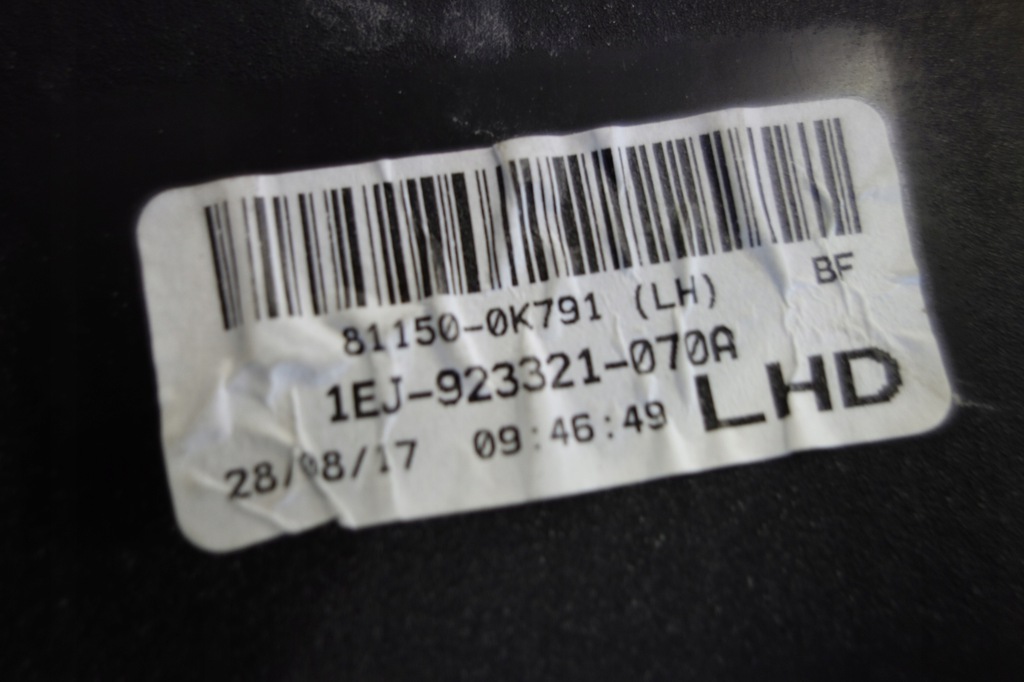 BF
81150-0K791 (LH)
1EJ-923321-070A
LHD
28/08/17 09:46:49